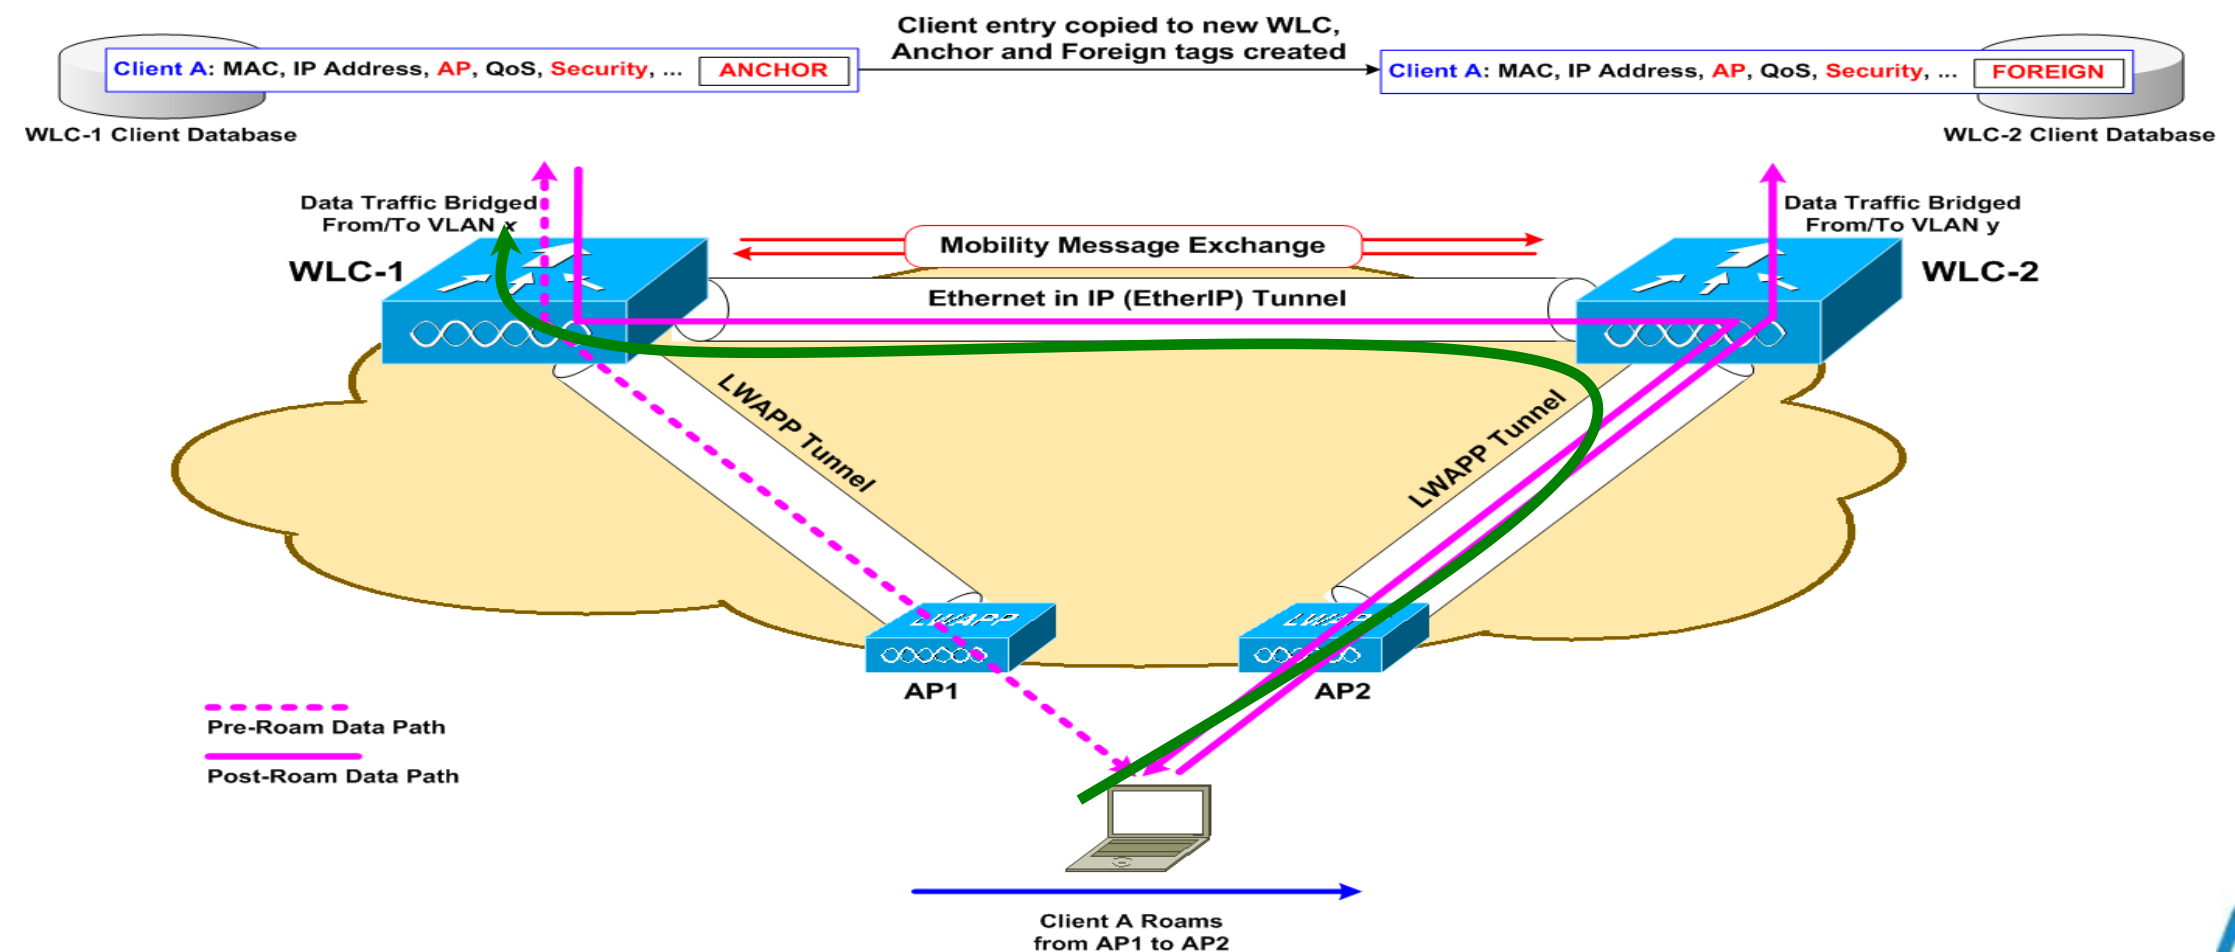 Client entry copied to new WLC,
Anchor and Foreign tags created
Client A: MAC, IP Address, AP, QoS, Security, ... ANCHOR
Client A: MAC, IP Address, AP, QoS, Security, ... FOREIGN
WLC-1 Client Database
WLC-2 Client Database
Data Traffic Bridged
From/To VLAN x
Data Traffic Bridged
From/To VLAN y
Mobility Message Exchange
WLC-1
WLC-2
Ethernet in IP (EtherIP) Tunnel
LWAPP Tunnel
LWAPP Tunnel
LWAPP
LWAPP
AP1
AP2
Pre-Roam Data Path
Post-Roam Data Path
Client A Roams
from AP1 to AP2